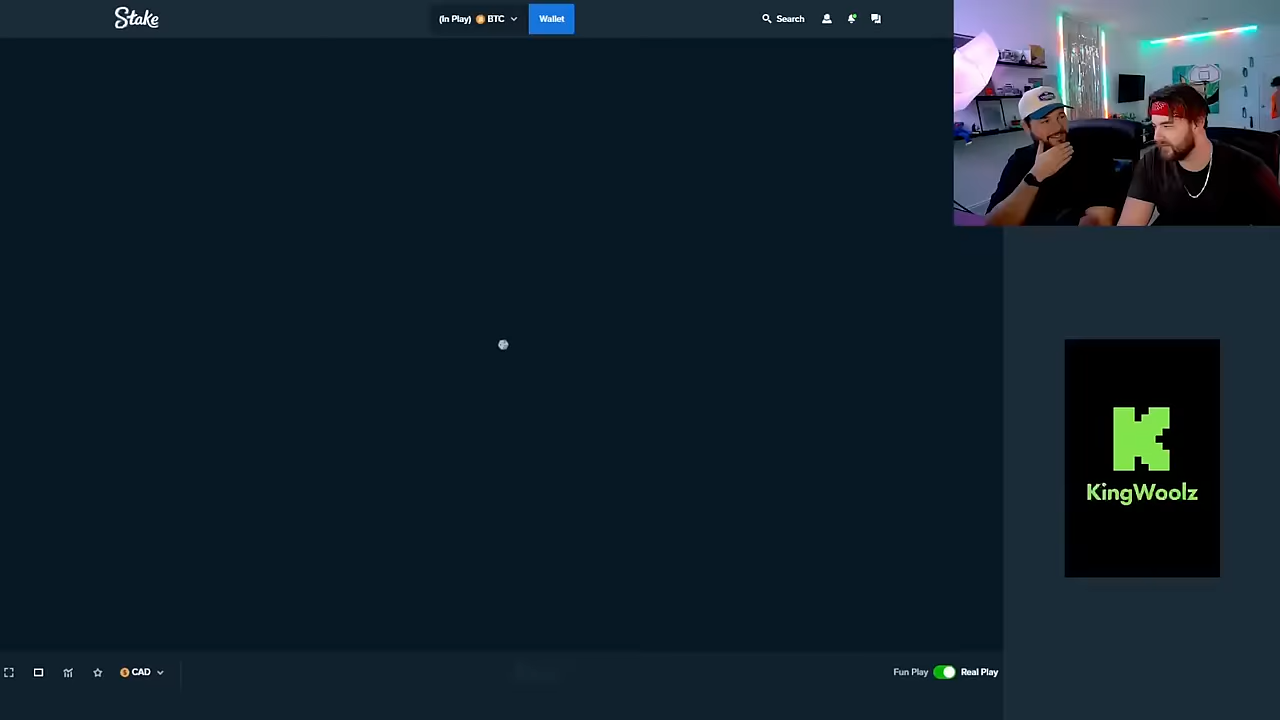 Stake
(In Play) BTC
Wallet
Search
KingWoolz
CAD
Fun Play
Real Play